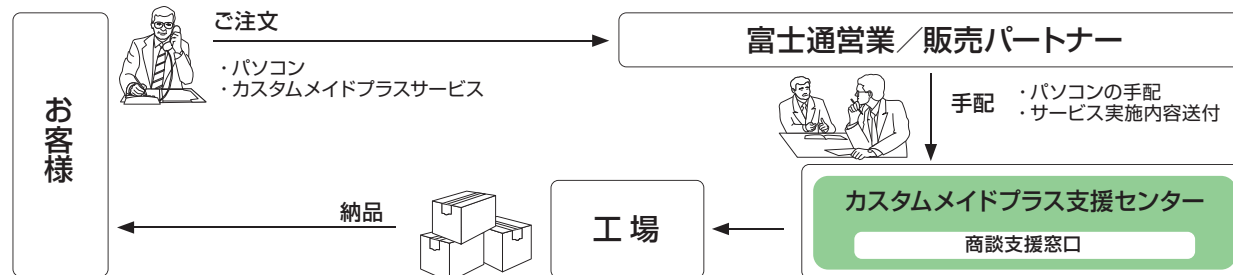 お客様
ご注文
・パソコン
・カスタムメイドプラスサービス
富士通営業／販売パートナー
手配
・パソコンの手配
・サービス実施内容送付
カスタムメイドプラス支援センター
商談支援窓口
工場
納品